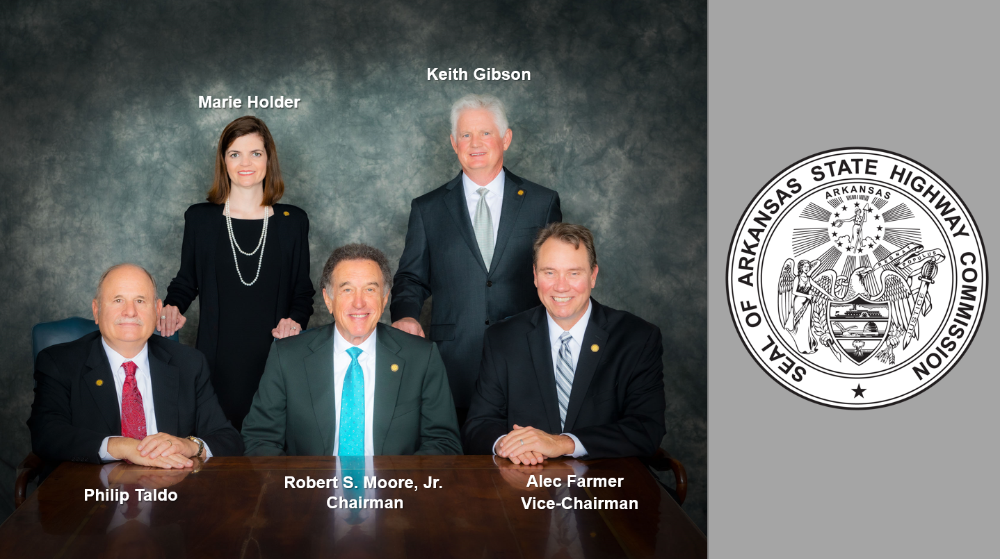 Keith Gibson
Marie Holder
Philip Taldo
Robert S. Moore, Jr.
Chairman
Alec Farmer
Vice-Chairman
SEAL OF ARKANSAS STATE HIGHWAY COMMISSION
ARKANSAS
REGNAT
POPULUS
JUSTICE